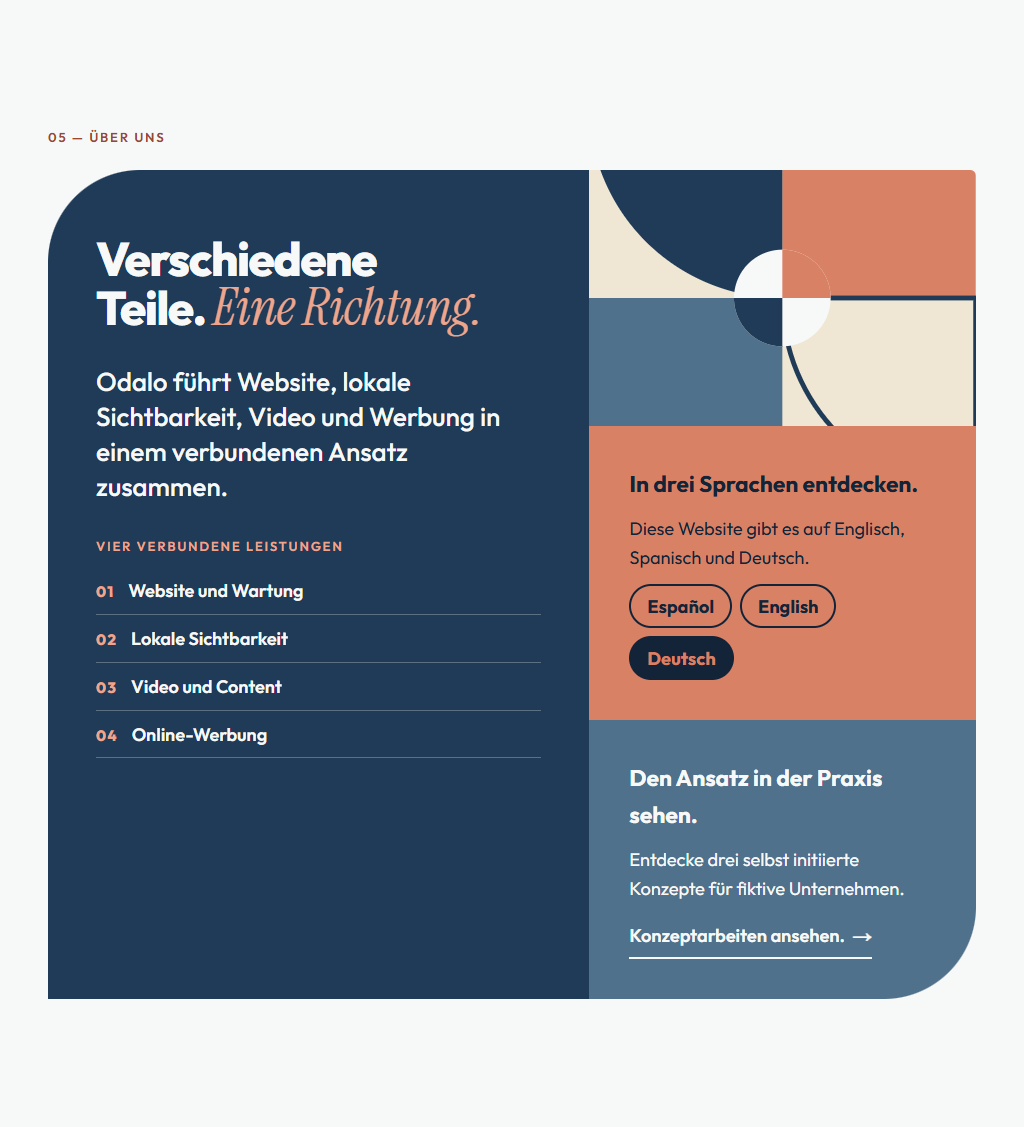 05 — ÜBER UNS
Verschiedene
Teile. Eine Richtung.
Odalo führt Website, lokale
Sichtbarkeit, Video und Werbung in
einem verbundenen Ansatz
zusammen.
VIER VERBUNDENE LEISTUNGEN
01 Website und Wartung
02 Lokale Sichtbarkeit
03 Video und Content
04 Online-Werbung
In drei Sprachen entdecken.
Diese Website gibt es auf Englisch,
Spanisch und Deutsch.
Español English
Deutsch
Den Ansatz in der Praxis
sehen.
Entdecke drei selbst initiierte
Konzepte für fiktive Unternehmen.
Konzeptarbeiten ansehen. →